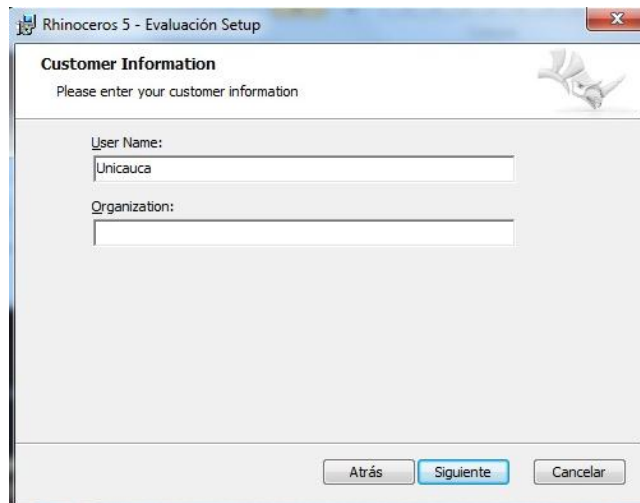 Rhinoceros 5 - Evaluación Setup
Customer Information
Please enter your customer information
User Name:
Unicauca
Organization:
Atrás Siguiente Cancelar